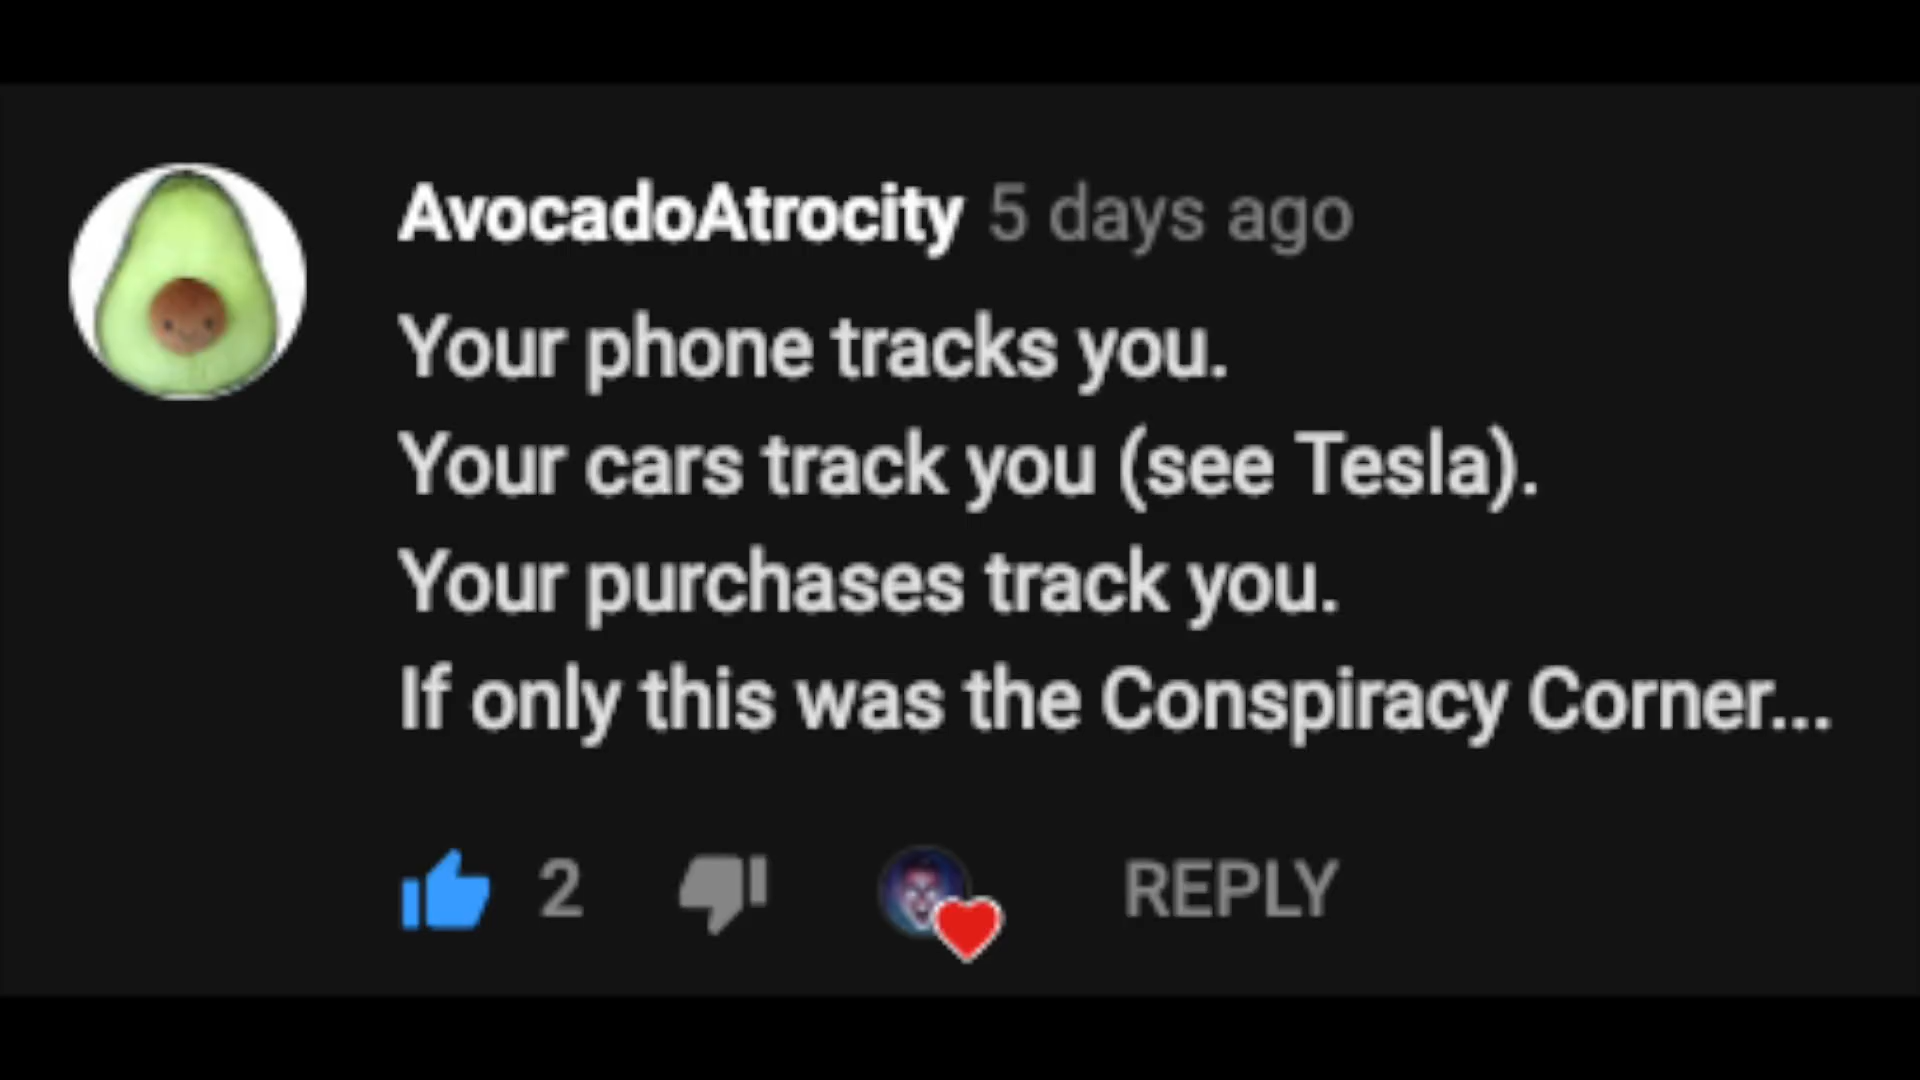 AvocadoAtrocity 5 days ago
Your phone tracks you.
Your cars track you (see Tesla).
Your purchases track you.
If only this was the Conspiracy Corner...
2 REPLY